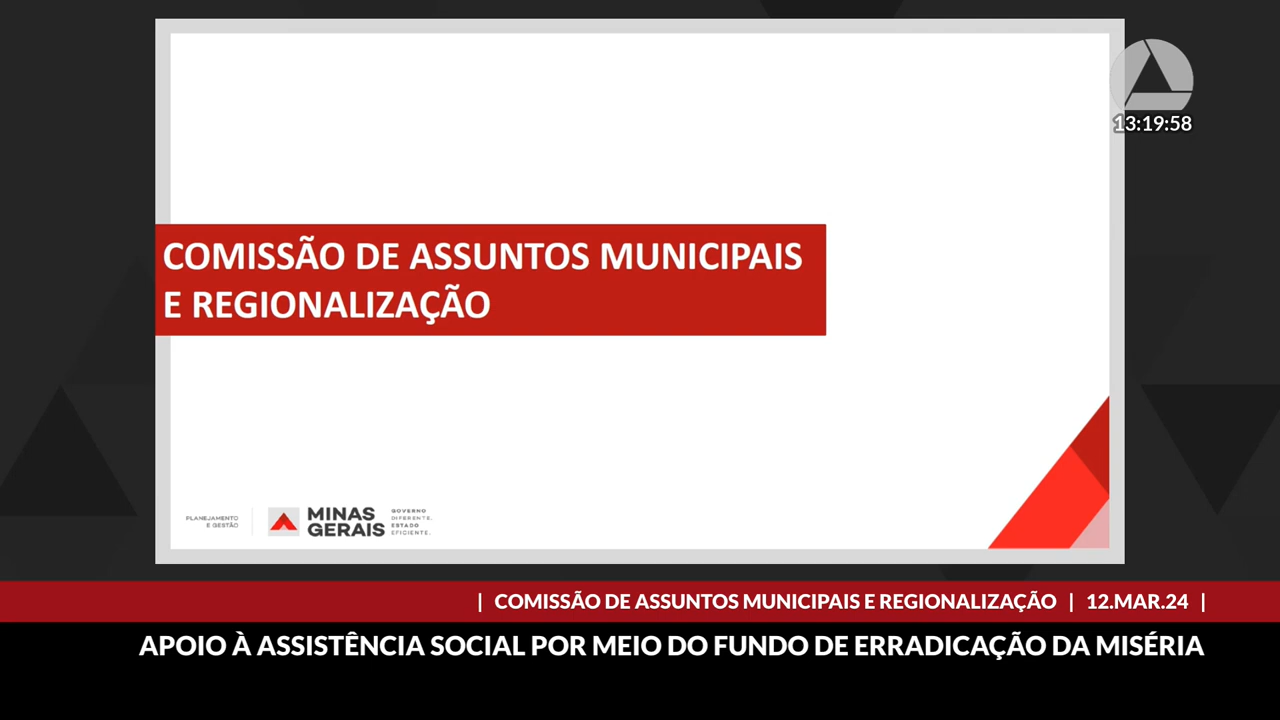 13:19:58
COMISSÃO DE ASSUNTOS MUNICIPAIS
E REGIONALIZAÇÃO
PLANEJAMENTO
E GESTÃO
MINAS
GERAIS
GOVERNO
DIFERENTE.
ESTADO
EFICIENTE.
| COMISSÃO DE ASSUNTOS MUNICIPAIS E REGIONALIZAÇÃO | 12.MAR.24 |
APOIO À ASSISTÊNCIA SOCIAL POR MEIO DO FUNDO DE ERRADICAÇÃO DA MISÉRIA